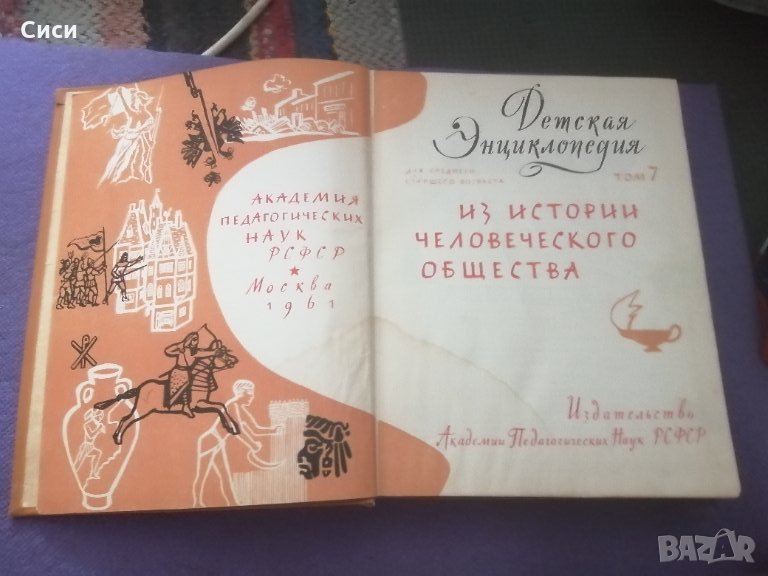 Сиси
АКАДЕМИЯ
ПЕДАГОГИЧЕСКИХ
НАУК
РСФСР
Москва
1961
Детская
Энциклопедия
ДЛЯ СРЕДНЕГО И
СТАРШЕГО ВОЗРАСТА
ТОМ 7
ИЗ ИСТОРИИ
ЧЕЛОВЕЧЕСКОГО
ОБЩЕСТВА
Издательство
Академии Педагогических Наук РСФСР
BAZAR